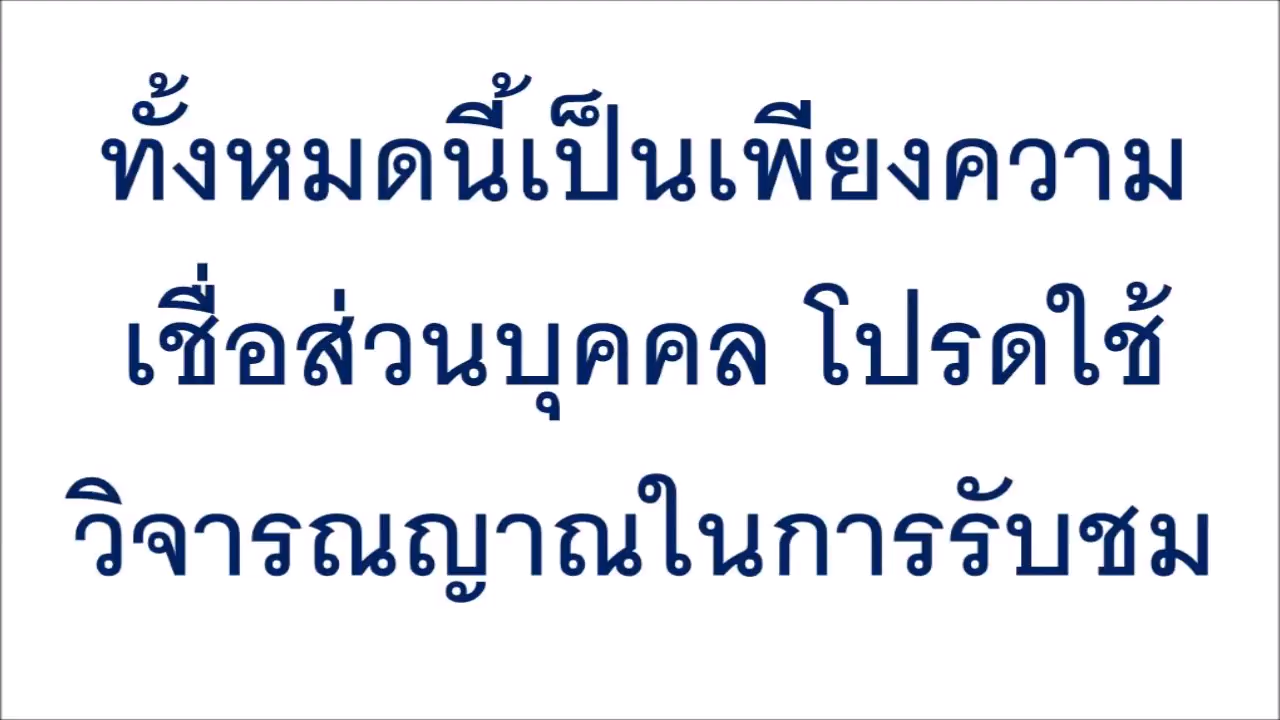 ทั้งหมดนี้เป็นเพียงความ
เชื่อส่วนบุคคล โปรดใช้
วิจารณญาณในการรับชม